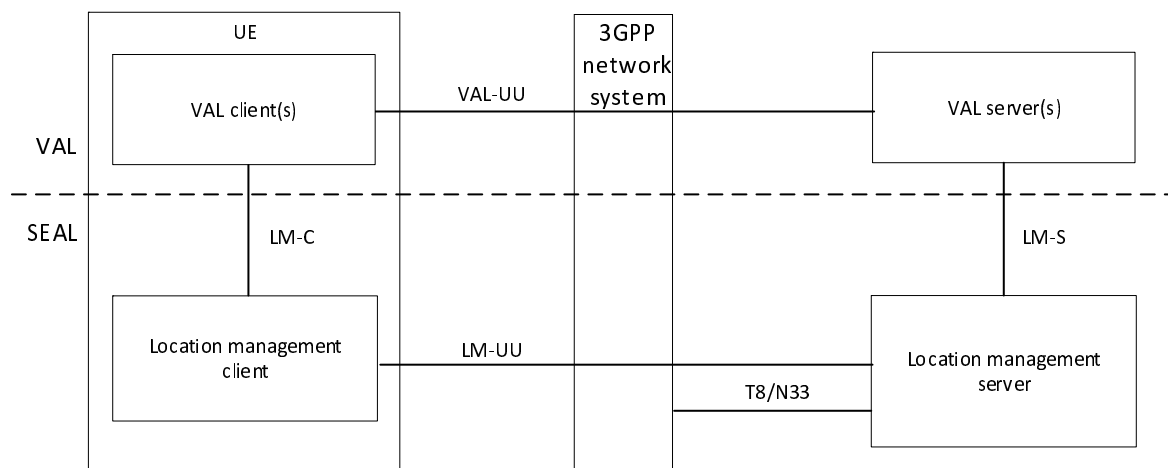 UE
3GPP
network
system
VAL client(s)
VAL-UU
VAL server(s)
VAL
SEAL
LM-C
LM-S
Location management
client
LM-UU
Location management
server
T8/N33